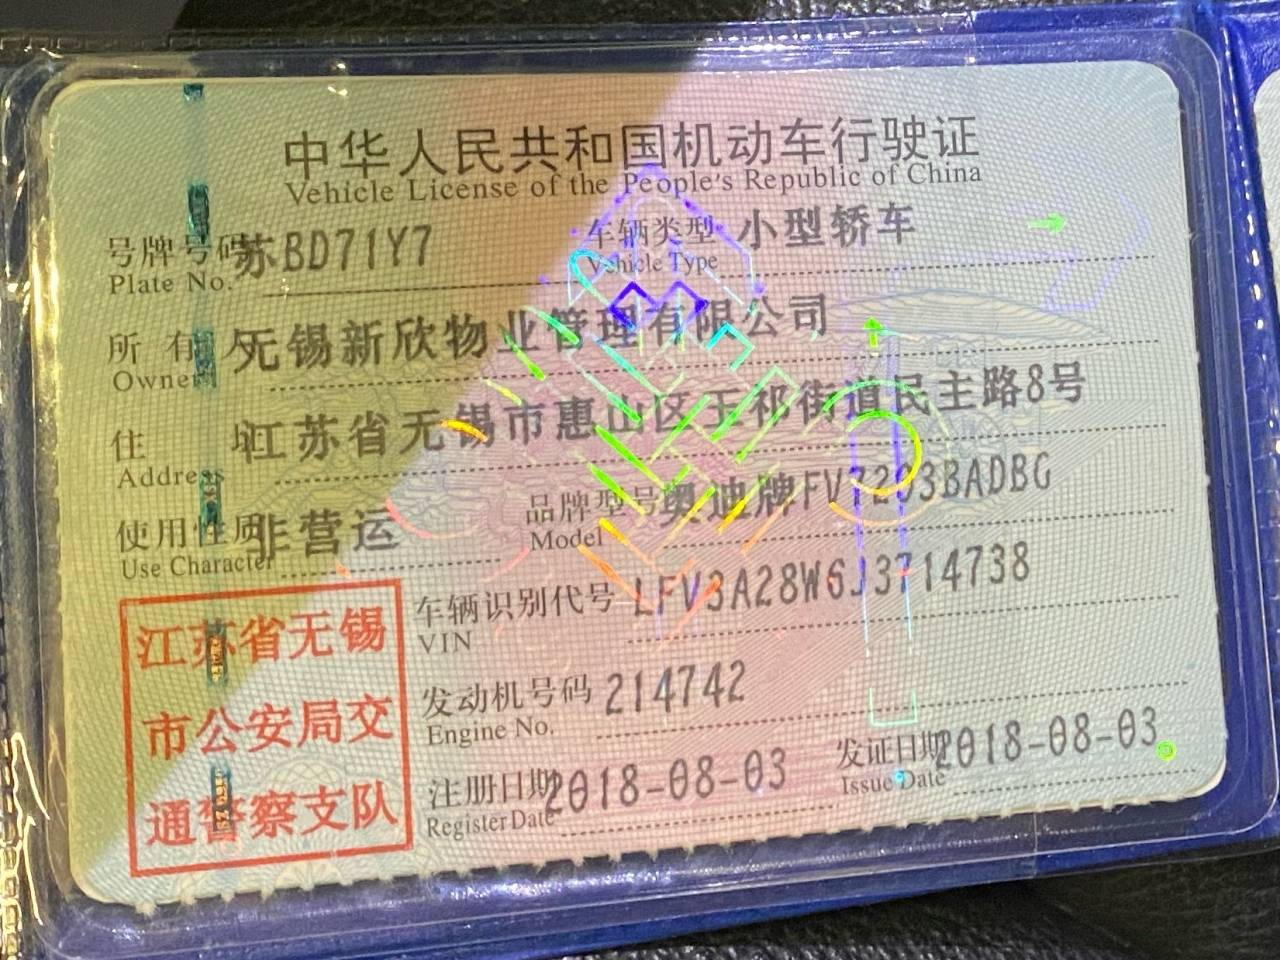 中华人民共和国机动车行驶证
Vehicle License of the People's Republic of China
号牌号码 苏BD71Y7 车辆类型 小型轿车
Plate No. Vehicle Type
所有人 无锡新欣物业管理有限公司
Owner
住址 江苏省无锡市惠山区玉祁街道民主路8号
Address
使用性质 非营运 品牌型号 奥迪牌FV7203BADBG
Use Character Model
车辆识别代号 LFV3A28W6J3714738
VIN
发动机号码 214742
Engine No.
注册日期 2018-08-03 发证日期 2018-08-03
Register Date Issue Date
江苏省无锡
市公安局交
通警察支队